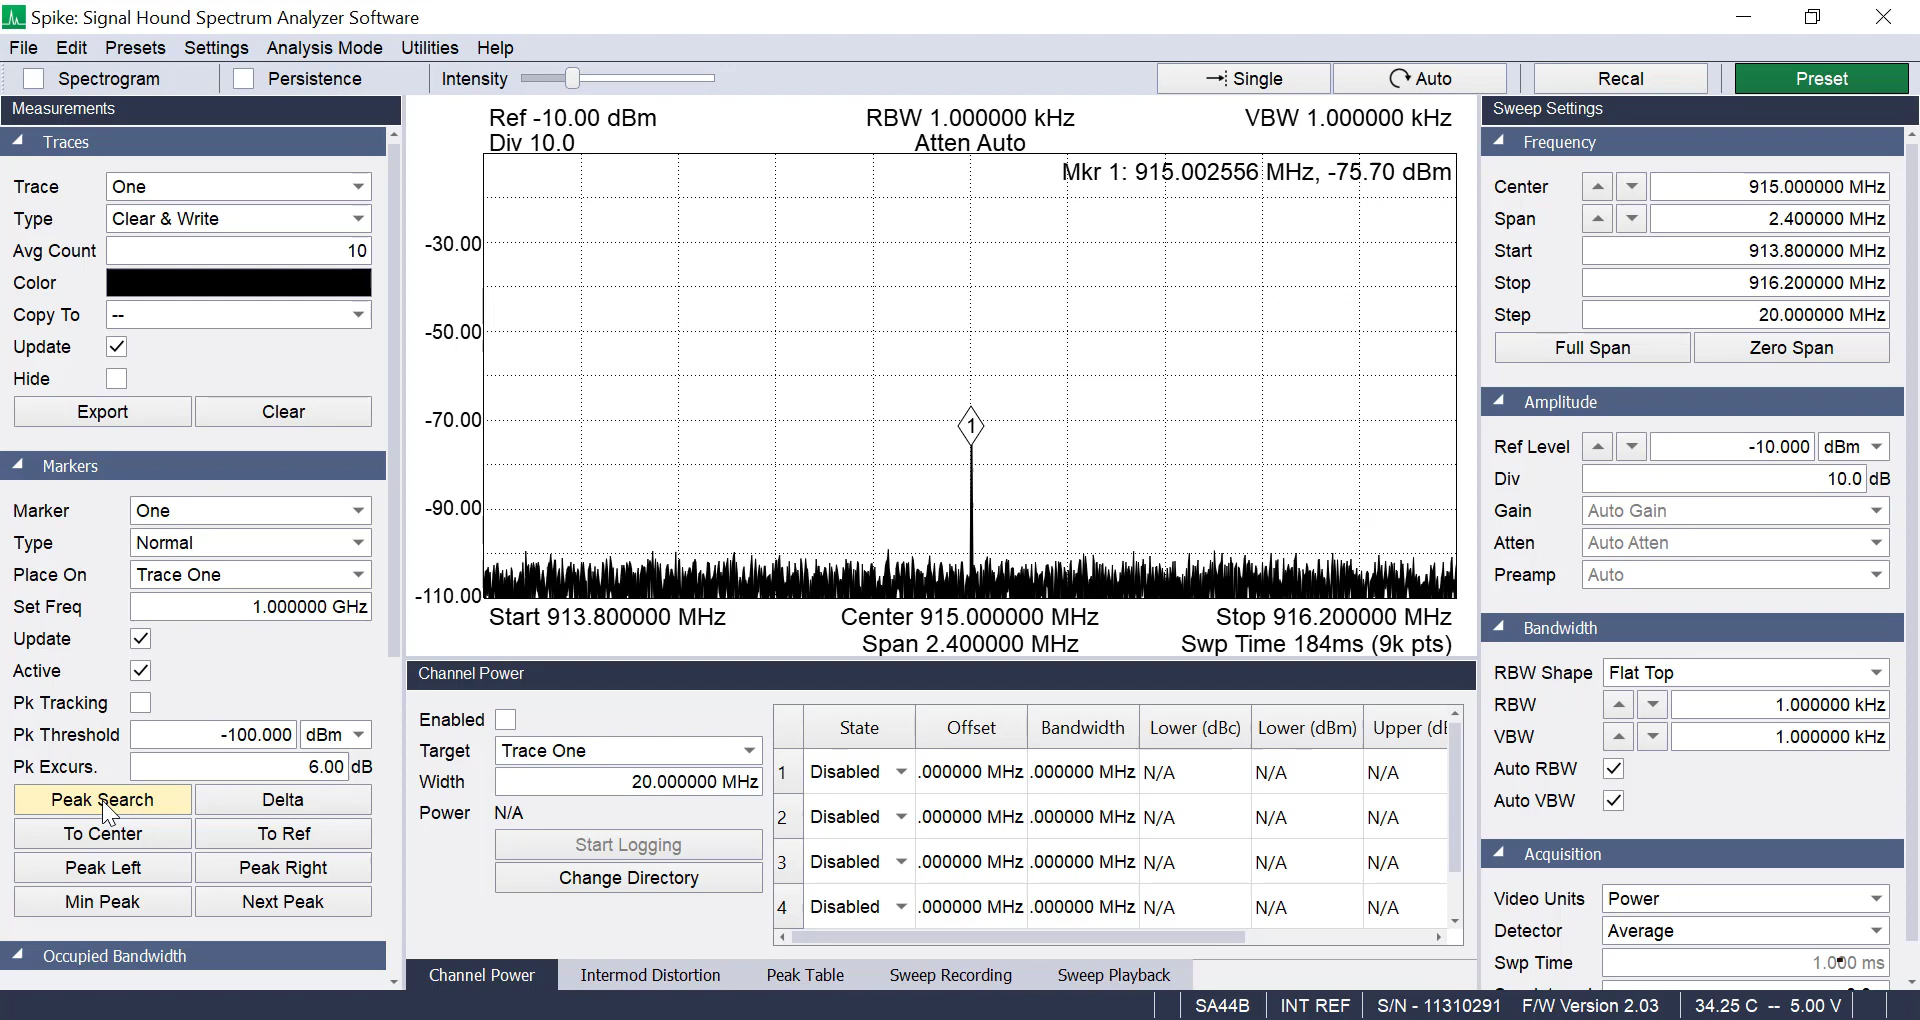 Spike: Signal Hound Spectrum Analyzer Software
File Edit Presets Settings Analysis Mode Utilities Help
Spectrogram Persistence Intensity Single Auto Recal Preset
Measurements
Traces
Trace One
Type Clear & Write
Avg Count 10
Color
Copy To --
Update
Hide
Export Clear
Markers
Marker One
Type Normal
Place On Trace One
Set Freq 1.000000 GHz
Update
Active
Pk Tracking
Pk Threshold -100.000 dBm
Pk Excurs. 6.00 dB
Peak Search Delta
To Center To Ref
Peak Left Peak Right
Min Peak Next Peak
Occupied Bandwidth
Ref -10.00 dBm RBW 1.000000 kHz VBW 1.000000 kHz
Div 10.0 Atten Auto
Mkr 1: 915.002556 MHz, -75.70 dBm
-30.00
-50.00
-70.00
1
-90.00
-110.00
Start 913.800000 MHz Center 915.000000 MHz Stop 916.200000 MHz
Span 2.400000 MHz Swp Time 184ms (9k pts)
Channel Power
Enabled
Target Trace One
Width 20.000000 MHz
Power N/A
Start Logging
Change Directory
State Offset Bandwidth Lower (dBc) Lower (dBm) Upper (dB
1 Disabled .000000 MHz .000000 MHz N/A N/A N/A
2 Disabled .000000 MHz .000000 MHz N/A N/A N/A
3 Disabled .000000 MHz .000000 MHz N/A N/A N/A
4 Disabled .000000 MHz .000000 MHz N/A N/A N/A
Channel Power Intermod Distortion Peak Table Sweep Recording Sweep Playback
Sweep Settings
Frequency
Center 915.000000 MHz
Span 2.400000 MHz
Start 913.800000 MHz
Stop 916.200000 MHz
Step 20.000000 MHz
Full Span Zero Span
Amplitude
Ref Level -10.000 dBm
Div 10.0 dB
Gain Auto Gain
Atten Auto Atten
Preamp Auto
Bandwidth
RBW Shape Flat Top
RBW 1.000000 kHz
VBW 1.000000 kHz
Auto RBW
Auto VBW
Acquisition
Video Units Power
Detector Average
Swp Time 1.000 ms
SA44B INT REF S/N - 11310291 F/W Version 2.03 34.25 C -- 5.00 V